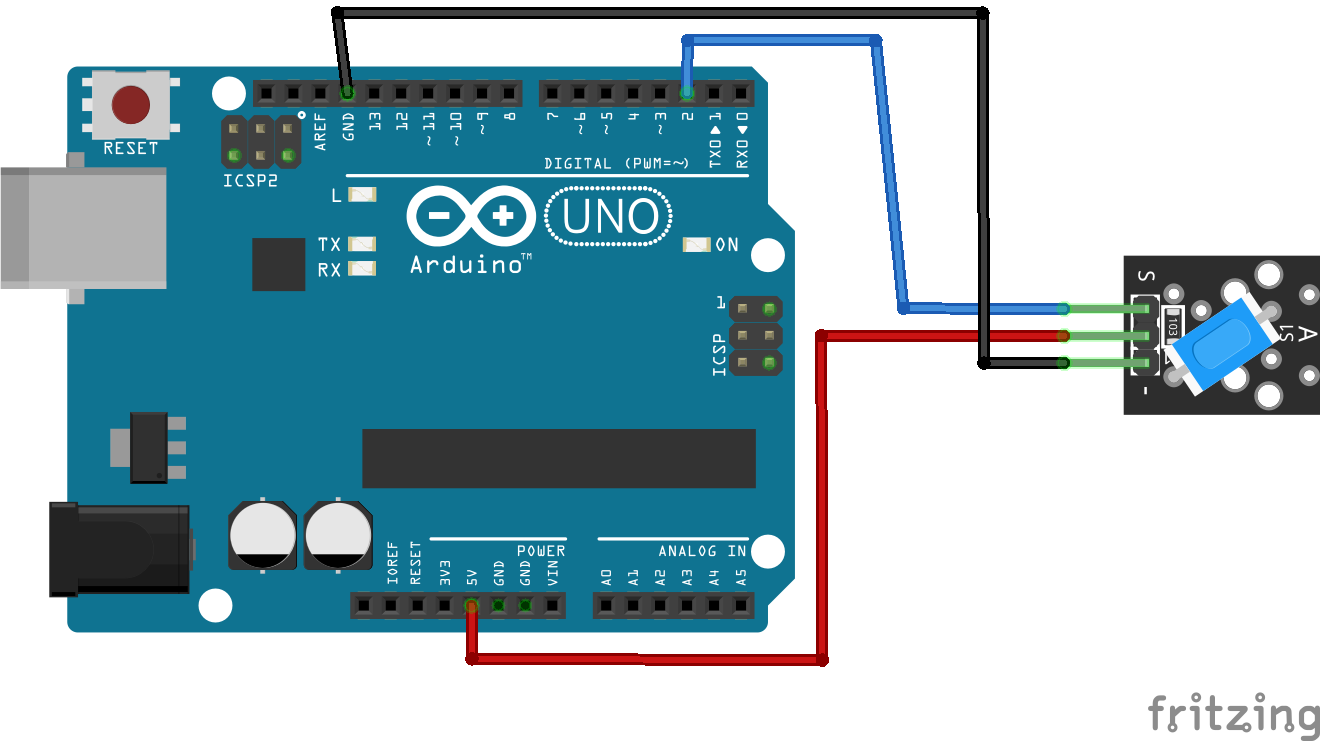 RESET
ICSP2
AREF
GND
13
12
~11
~10
~9
8
7
~6
~5
4
~3
2
TX0▶1
RX0◀0
DIGITAL (PWM=~)
L
TX
RX
UNO
Arduino™
ON
1
ICSP
S
103
S1
A
-
IOREF
RESET
3V3
5V
GND
GND
VIN
POWER
ANALOG IN
A0
A1
A2
A3
A4
A5
fritzing